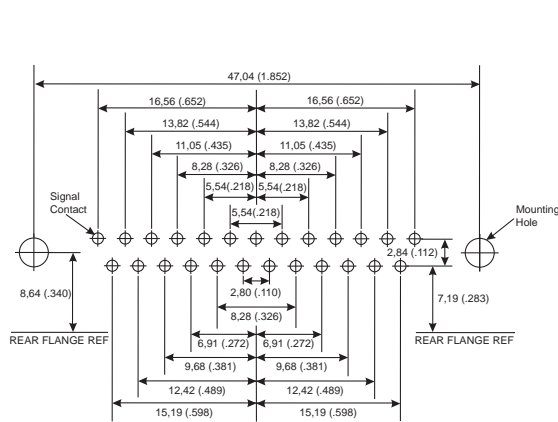 47,04 (1.852)
16,56 (.652) 16,56 (.652)
13,82 (.544) 13,82 (.544)
11,05 (.435) 11,05 (.435)
8,28 (.326) 8,28 (.326)
5,54(.218) 5,54(.218)
5,54(.218)
Signal
Contact
Mounting
Hole
2,84 (.112)
8,64 (.340)
7,19 (.283)
2,80 (.110)
8,28 (.326)
REAR FLANGE REF REAR FLANGE REF
6,91 (.272) 6,91 (.272)
9,68 (.381) 9,68 (.381)
12,42 (.489) 12,42 (.489)
15,19 (.598) 15,19 (.598)